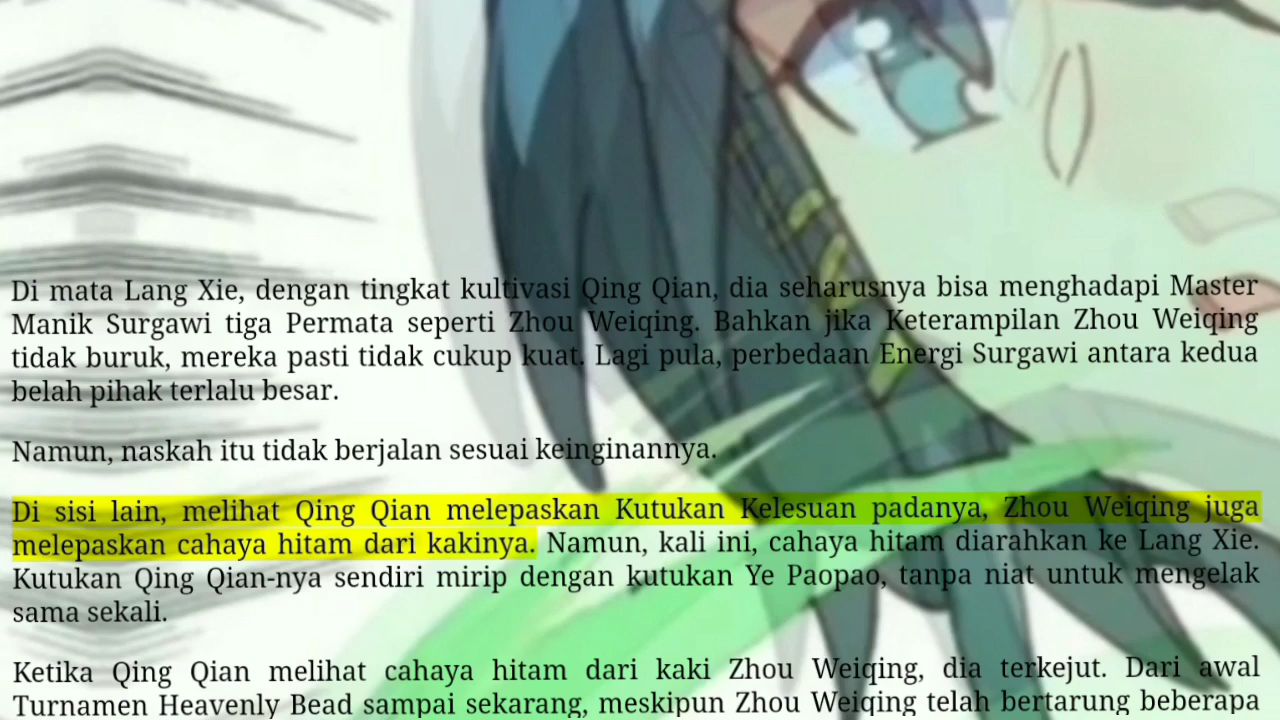 Di mata Lang Xie, dengan tingkat kultivasi Qing Qian, dia seharusnya bisa menghadapi Master
Manik Surgawi tiga Permata seperti Zhou Weiqing. Bahkan jika Keterampilan Zhou Weiqing
tidak buruk, mereka pasti tidak cukup kuat. Lagi pula, perbedaan Energi Surgawi antara kedua
belah pihak terlalu besar.
Namun, naskah itu tidak berjalan sesuai keinginannya.
Di sisi lain, melihat Qing Qian melepaskan Kutukan Kelesuan padanya, Zhou Weiqing juga
melepaskan cahaya hitam dari kakinya. Namun, kali ini, cahaya hitam diarahkan ke Lang Xie.
Kutukan Qing Qian-nya sendiri mirip dengan kutukan Ye Paopao, tanpa niat untuk mengelak
sama sekali.
Ketika Qing Qian melihat cahaya hitam dari kaki Zhou Weiqing, dia terkejut. Dari awal
Turnamen Heavenly Bead sampai sekarang, meskipun Zhou Weiqing telah bertarung beberapa